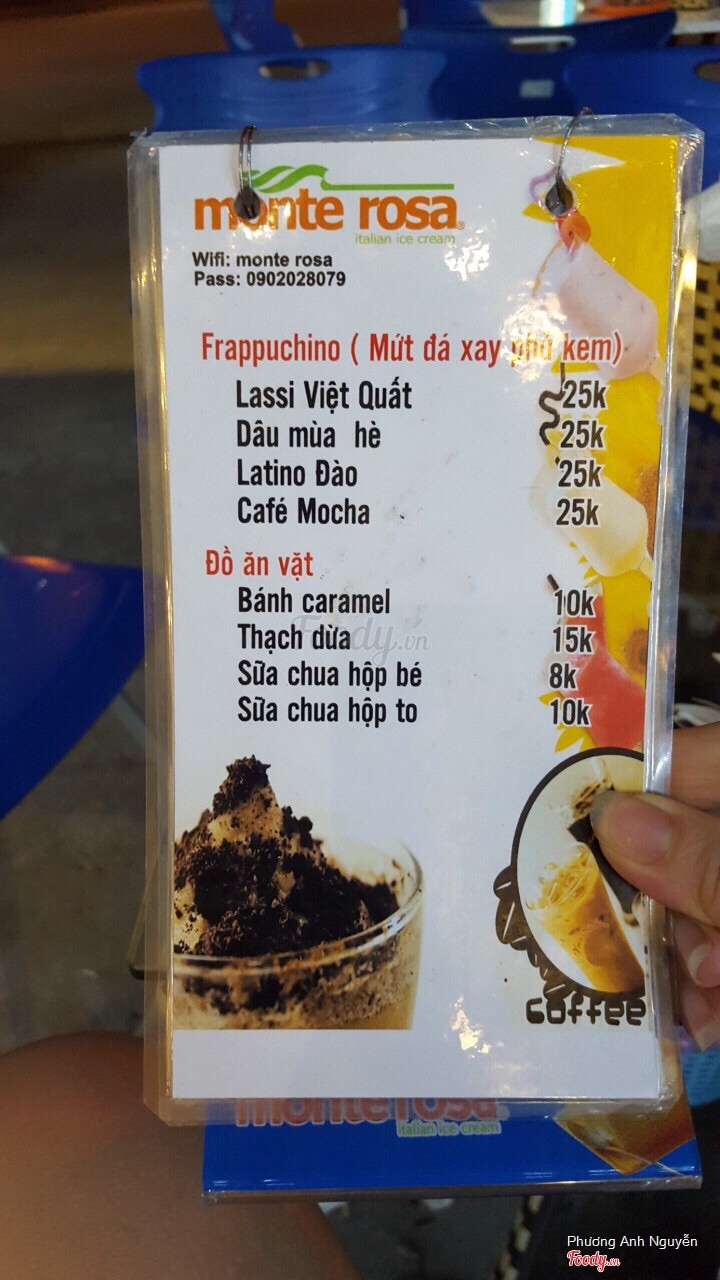 monte rosa®
italian ice cream
Wifi: monte rosa
Pass: 0902028079
Frappuchino ( Mứt đá xay phủ kem)
Lassi Việt Quất 25k
Dâu mùa hè 25k
Latino Đào 25k
Café Mocha 25k
Đồ ăn vặt
Bánh caramel 10k
Thạch dừa 15k
Sữa chua hộp bé 8k
Sữa chua hộp to 10k
Foody.vn
coffee
monte rosa®
italian ice cream
Phương Anh Nguyễn
Foody.vn